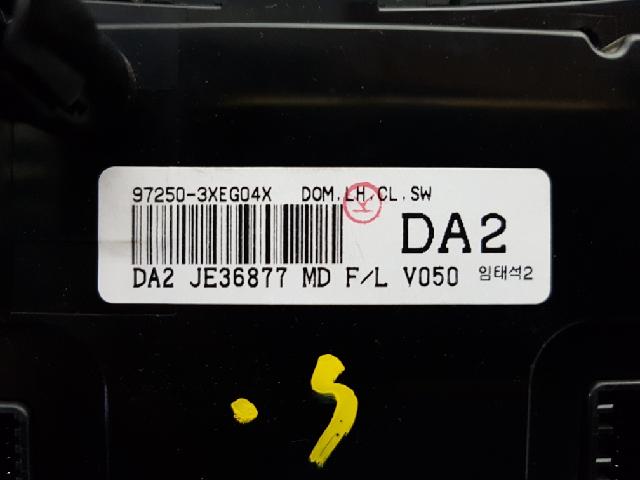 97250-3XEG04X DOM.LH.CL.SW
DA2
DA2 JE36877 MD F/L V050 임태석2